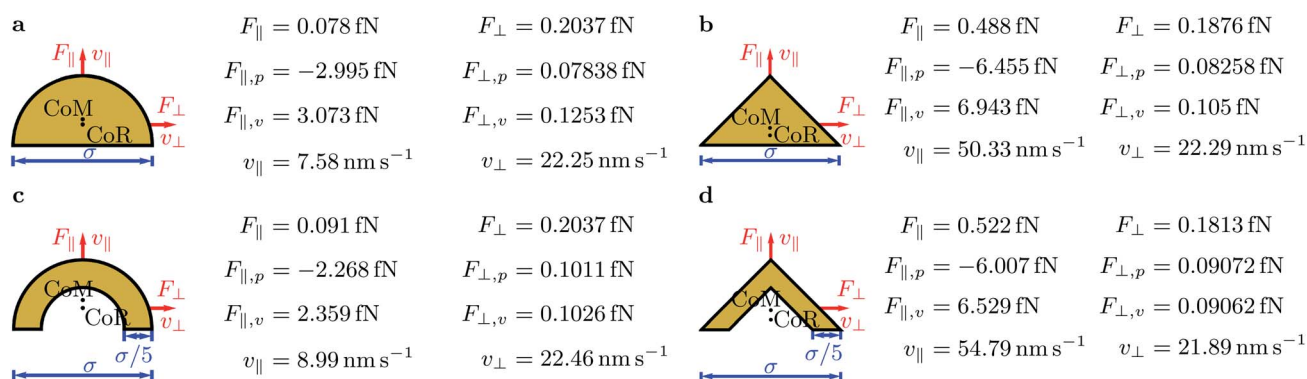 a
F∥ v∥
CoM
CoR
F⊥
v⊥
σ
F∥ = 0.078 fN
F∥,p = −2.995 fN
F∥,v = 3.073 fN
v∥ = 7.58 nm s⁻¹
F⊥ = 0.2037 fN
F⊥,p = 0.07838 fN
F⊥,v = 0.1253 fN
v⊥ = 22.25 nm s⁻¹
b
F∥ v∥
CoM
CoR
F⊥
v⊥
σ
F∥ = 0.488 fN
F∥,p = −6.455 fN
F∥,v = 6.943 fN
v∥ = 50.33 nm s⁻¹
F⊥ = 0.1876 fN
F⊥,p = 0.08258 fN
F⊥,v = 0.105 fN
v⊥ = 22.29 nm s⁻¹
c
F∥ v∥
CoM
CoR
F⊥
v⊥
σ/5
σ
F∥ = 0.091 fN
F∥,p = −2.268 fN
F∥,v = 2.359 fN
v∥ = 8.99 nm s⁻¹
F⊥ = 0.2037 fN
F⊥,p = 0.1011 fN
F⊥,v = 0.1026 fN
v⊥ = 22.46 nm s⁻¹
d
F∥ v∥
CoM
CoR
F⊥
v⊥
σ/5
σ
F∥ = 0.522 fN
F∥,p = −6.007 fN
F∥,v = 6.529 fN
v∥ = 54.79 nm s⁻¹
F⊥ = 0.1813 fN
F⊥,p = 0.09072 fN
F⊥,v = 0.09062 fN
v⊥ = 21.89 nm s⁻¹